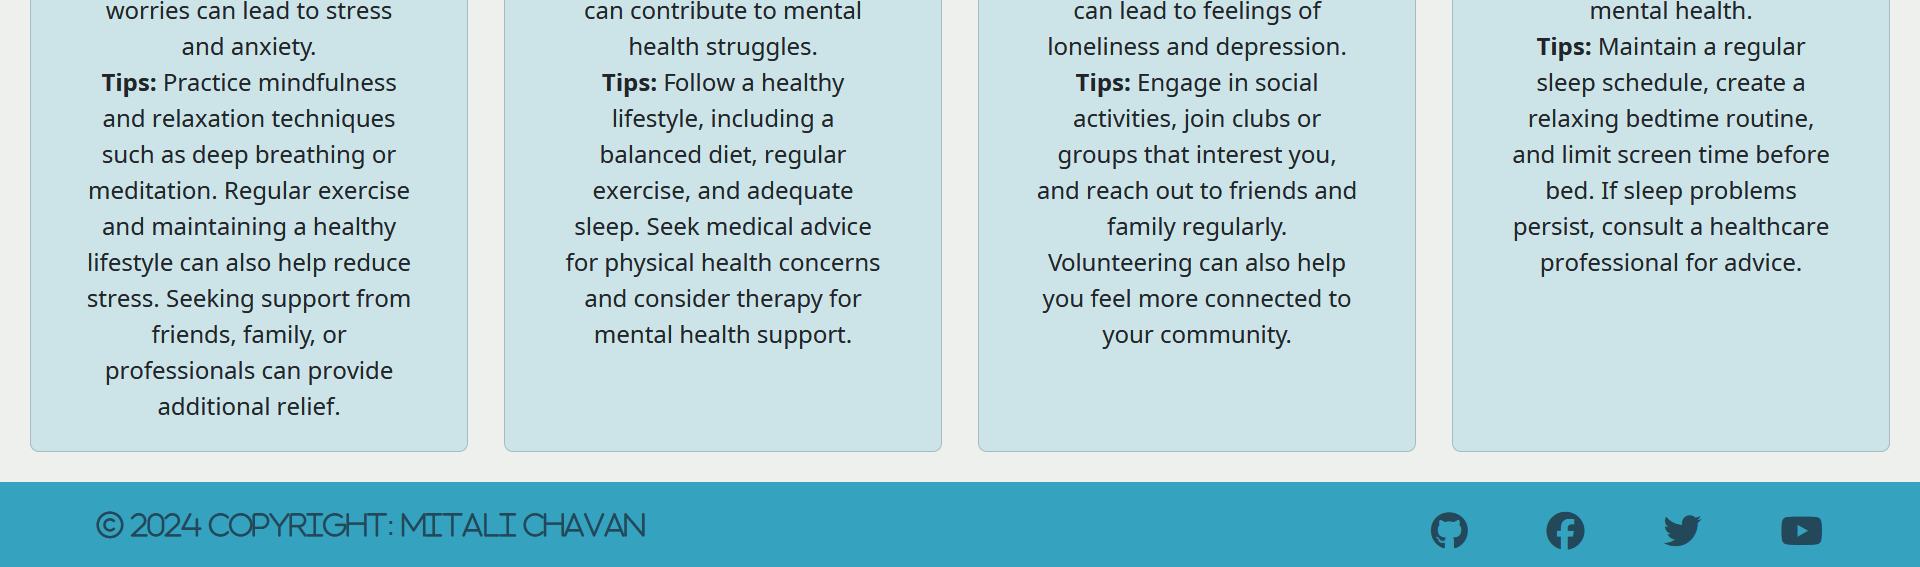 worries can lead to stress
and anxiety.
Tips: Practice mindfulness
and relaxation techniques
such as deep breathing or
meditation. Regular exercise
and maintaining a healthy
lifestyle can also help reduce
stress. Seeking support from
friends, family, or
professionals can provide
additional relief.
can contribute to mental
health struggles.
Tips: Follow a healthy
lifestyle, including a
balanced diet, regular
exercise, and adequate
sleep. Seek medical advice
for physical health concerns
and consider therapy for
mental health support.
can lead to feelings of
loneliness and depression.
Tips: Engage in social
activities, join clubs or
groups that interest you,
and reach out to friends and
family regularly.
Volunteering can also help
you feel more connected to
your community.
mental health.
Tips: Maintain a regular
sleep schedule, create a
relaxing bedtime routine,
and limit screen time before
bed. If sleep problems
persist, consult a healthcare
professional for advice.
© 2024 COPYRIGHT: MITALI CHAVAN